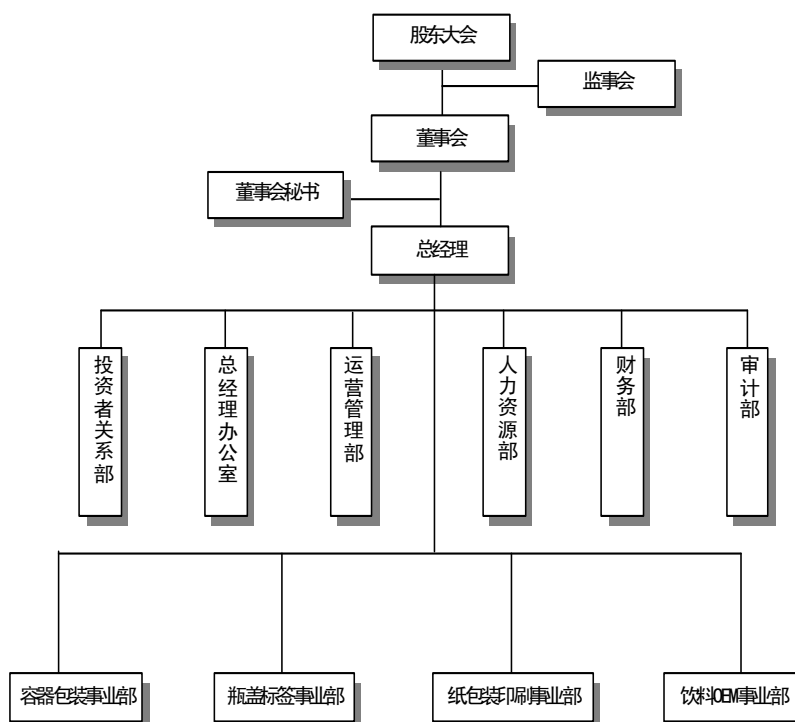 股东大会
监事会
董事会
董事会秘书
总经理
投资者关系部
总经理办公室
运营管理部
人力资源部
财务部
审计部
容器包装事业部
瓶盖标签事业部
纸包装印刷事业部
饮料OEM事业部